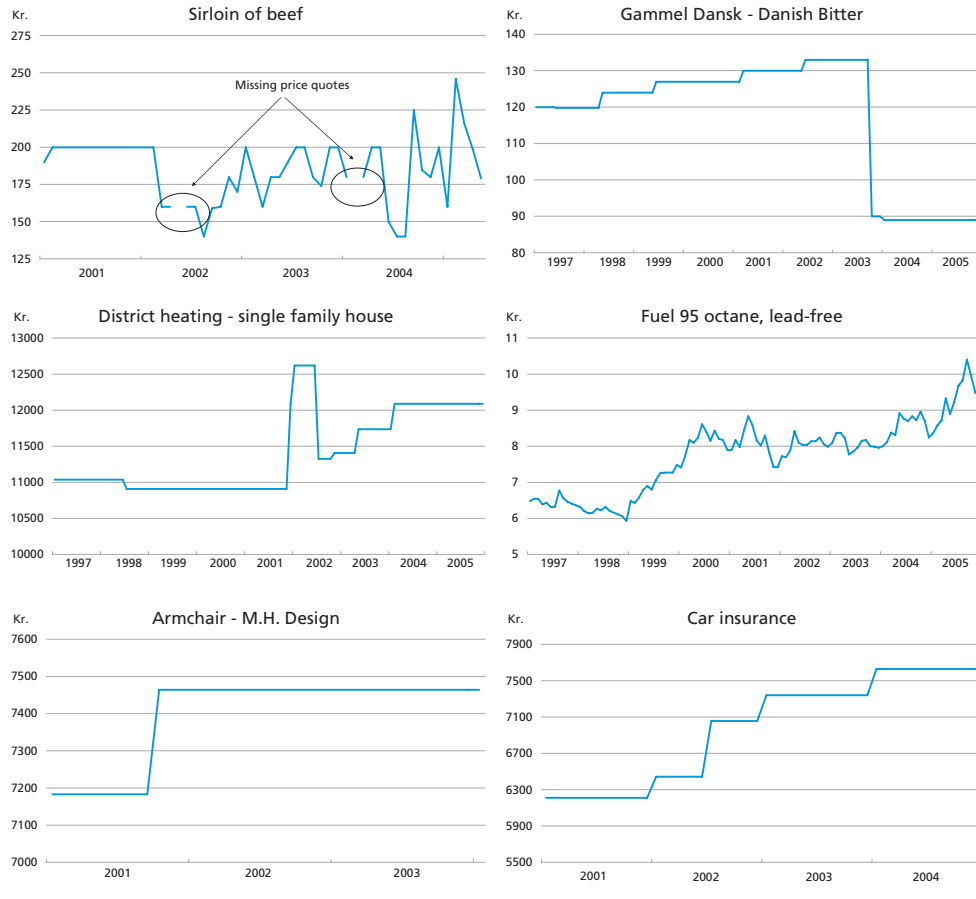 Kr.
Sirloin of beef
275
250
225
200
175
150
125
Missing price quotes
2001 2002 2003 2004
Kr.
Gammel Dansk - Danish Bitter
140
130
120
110
100
90
80
1997 1998 1999 2000 2001 2002 2003 2004 2005
Kr.
District heating - single family house
13000
12500
12000
11500
11000
10500
10000
1997 1998 1999 2000 2001 2002 2003 2004 2005
Kr.
Fuel 95 octane, lead-free
11
10
9
8
7
6
5
1997 1998 1999 2000 2001 2002 2003 2004 2005
Kr.
Armchair - M.H. Design
7600
7500
7400
7300
7200
7100
7000
2001 2002 2003
Kr.
Car insurance
7900
7500
7100
6700
6300
5900
5500
2001 2002 2003 2004